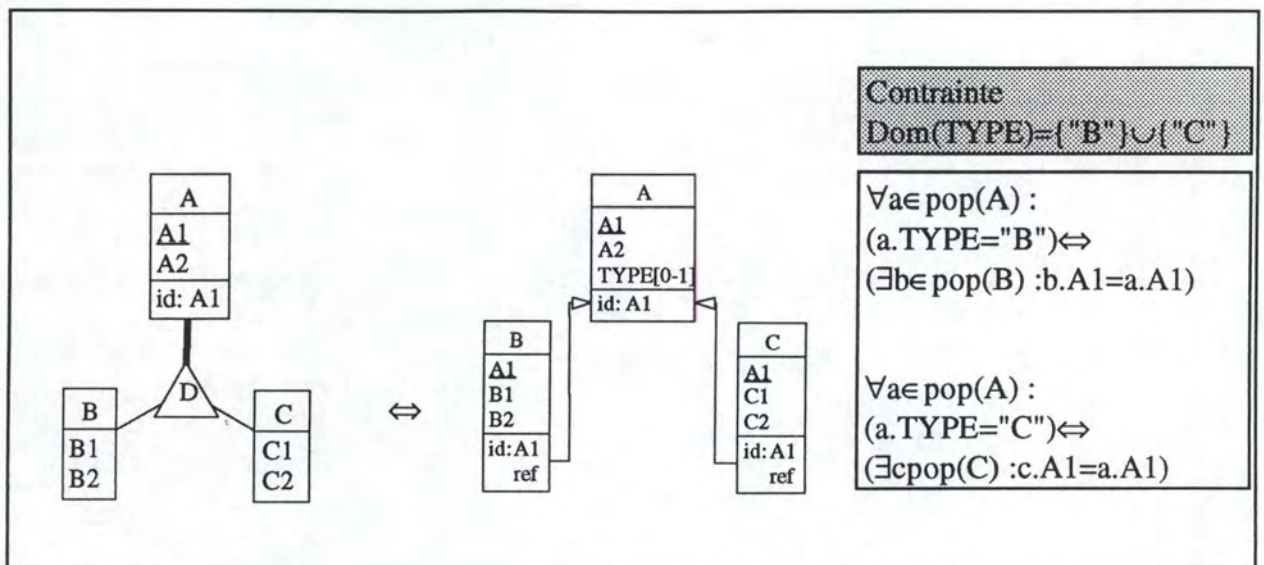 A
A1
A2
id: A1
D
B
B1
B2
C
C1
C2
⇔
A
A1
A2
TYPE[0-1]
id: A1
B
A1
B1
B2
id:A1
ref
C
A1
C1
C2
id:A1
ref
Contrainte
Dom(TYPE)={"B"}∪{"C"}
∀a∈pop(A) :
(a.TYPE="B")⇔
(∃b∈pop(B) :b.A1=a.A1)
∀a∈pop(A) :
(a.TYPE="C")⇔
(∃cpop(C) :c.A1=a.A1)